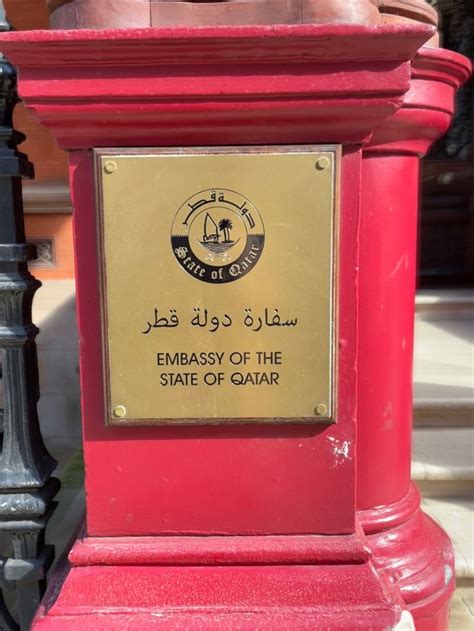 دولة قطر
State of Qatar
سفارة دولة قطر
EMBASSY OF THE
STATE OF QATAR